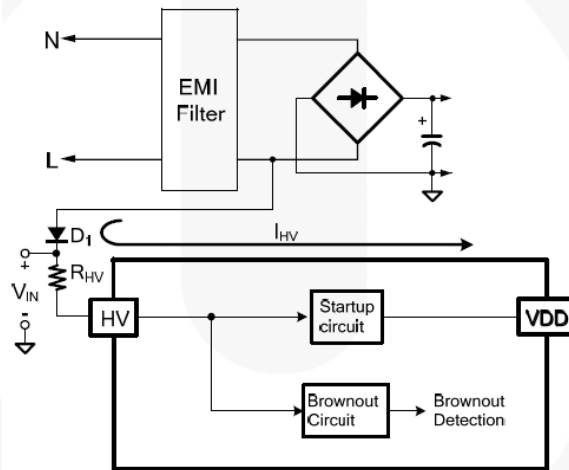 N
EMI
Filter
+
L
D1
IHV
+
RHV
VIN
-
HV
Startup
circuit
VDD
Brownout
Circuit
Brownout
Detection